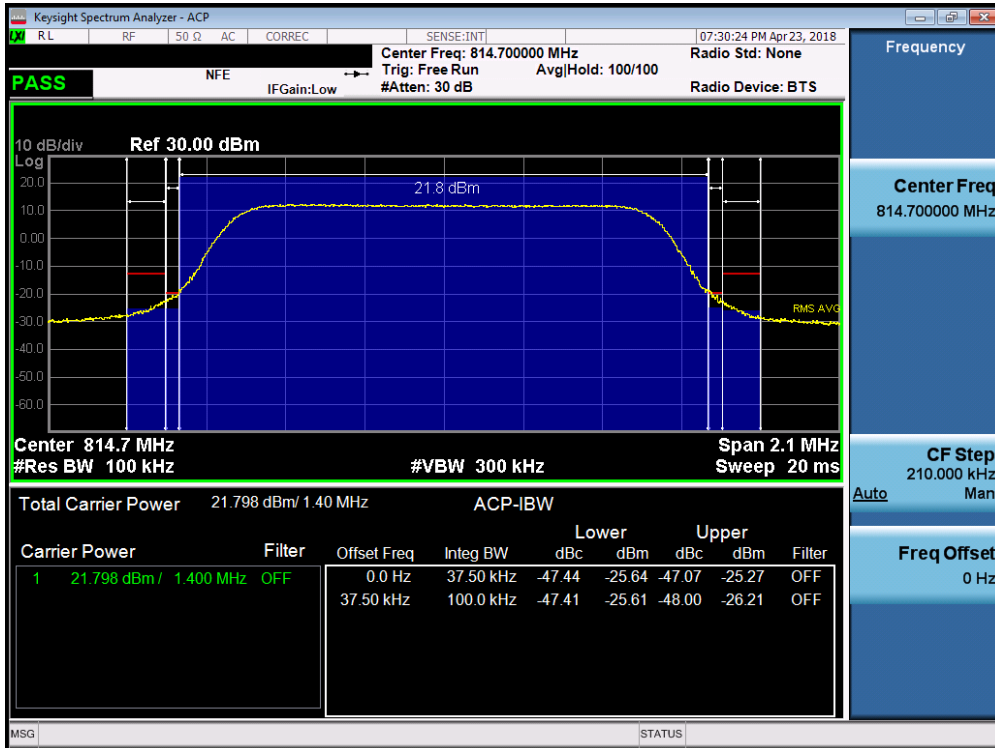 Keysight Spectrum Analyzer - ACP
LXI RL RF 50 Ω AC CORREC SENSE:INT 07:30:24 PM Apr 23, 2018
Center Freq: 814.700000 MHz Radio Std: None
PASS NFE Trig: Free Run Avg|Hold: 100/100
IFGain:Low #Atten: 30 dB Radio Device: BTS
10 dB/div Ref 30.00 dBm
Log
20.0
21.8 dBm
10.0
0.00
-10.0
-20.0
RMS AVG
-30.0
-40.0
-50.0
-60.0
Center 814.7 MHz Span 2.1 MHz
#Res BW 100 kHz #VBW 300 kHz Sweep 20 ms
Total Carrier Power 21.798 dBm/ 1.40 MHz ACP-IBW
Lower Upper
Carrier Power Filter Offset Freq Integ BW dBc dBm dBc dBm Filter
1 21.798 dBm / 1.400 MHz OFF 0.0 Hz 37.50 kHz -47.44 -25.64 -47.07 -25.27 OFF
37.50 kHz 100.0 kHz -47.41 -25.61 -48.00 -26.21 OFF
MSG STATUS
Frequency
Center Freq
814.700000 MHz
CF Step
210.000 kHz
Auto Man
Freq Offset
0 Hz